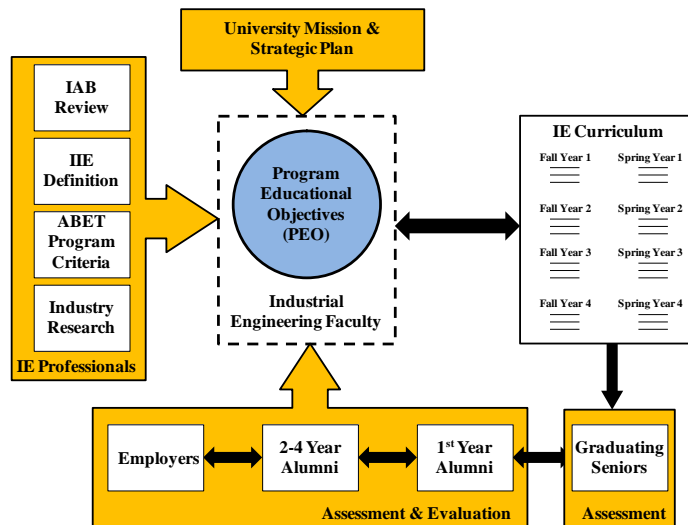 University Mission &
Strategic Plan
IAB
Review
IIE
Definition
ABET
Program
Criteria
Industry
Research
IE Professionals
Program
Educational
Objectives
(PEO)
Industrial
Engineering Faculty
IE Curriculum
Fall Year 1
Spring Year 1
Fall Year 2
Spring Year 2
Fall Year 3
Spring Year 3
Fall Year 4
Spring Year 4
Employers
2-4 Year
Alumni
1st Year
Alumni
Assessment & Evaluation
Graduating
Seniors
Assessment